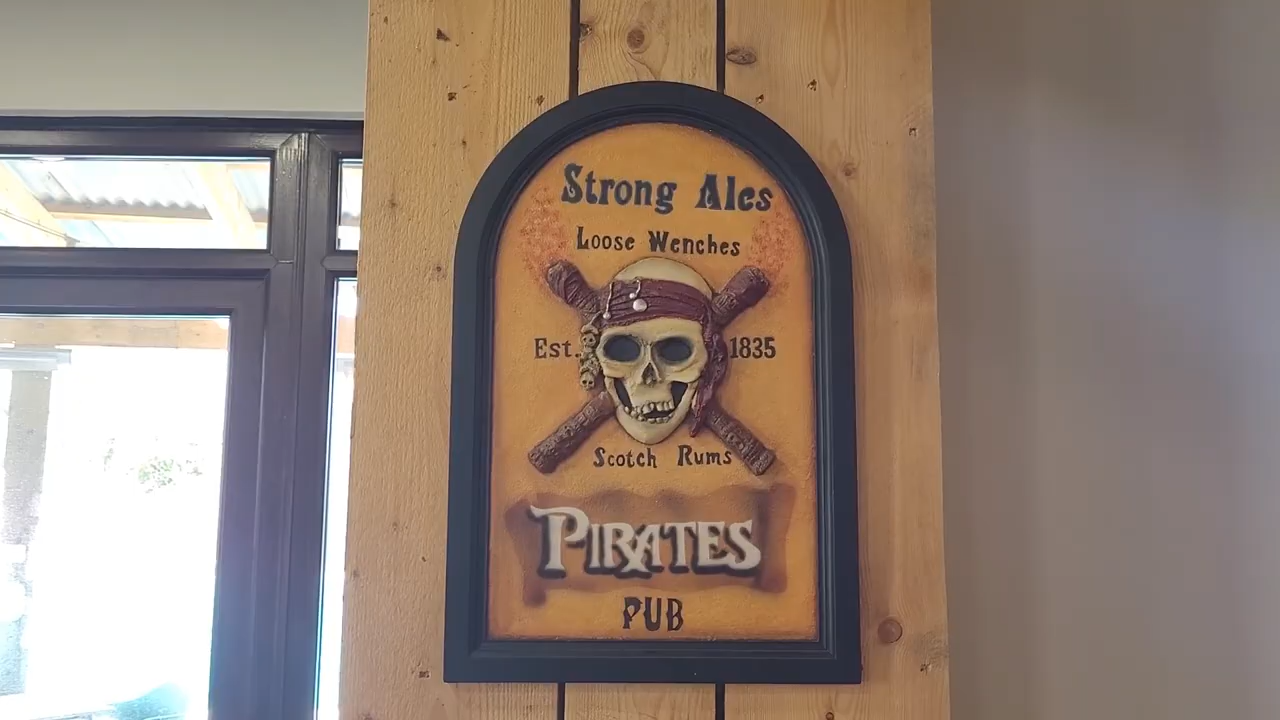 Strong Ales
Loose Wenches
Est. 1835
Scotch Rums
PIRATES
PUB